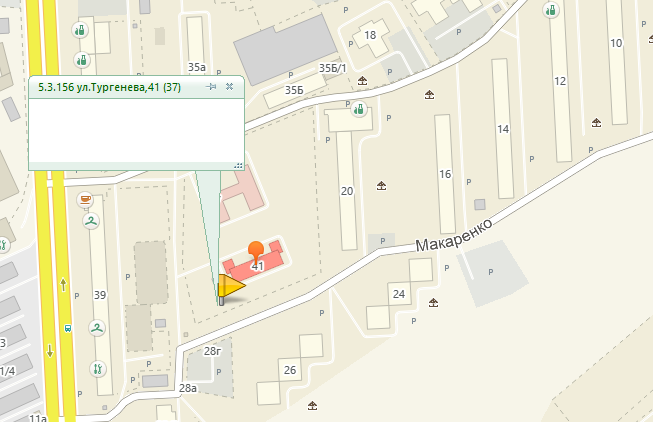 18
35а
35Б/1
35Б
5.3.156 ул.Тургенева,41 (37)
10
12
14
16
20
Р
Р
Р
Р
Р
Р
Р
Макаренко
41
39
24
26
28г
28а
3
1/4
11а
Р
Р
Р
Р
Р
Р